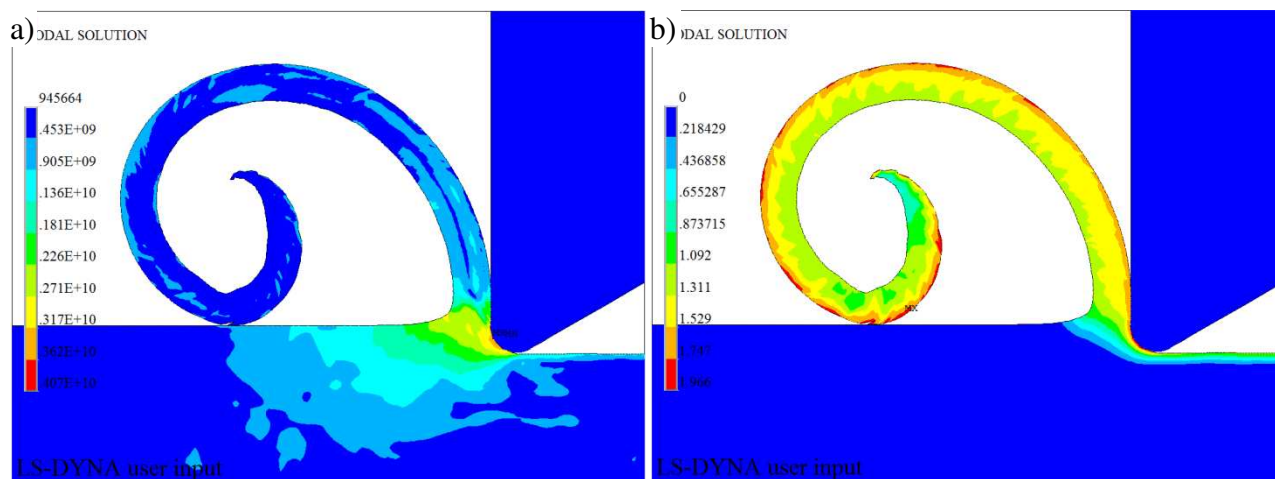 a)
ODAL SOLUTION
945664
.453E+09
.905E+09
.136E+10
.181E+10
.226E+10
.271E+10
.317E+10
.362E+10
.407E+10
LS-DYNA user input
b)
ODAL SOLUTION
0
.218429
.436858
.655287
.873715
1.092
1.311
1.529
1.747
1.966
MX
LS-DYNA user input